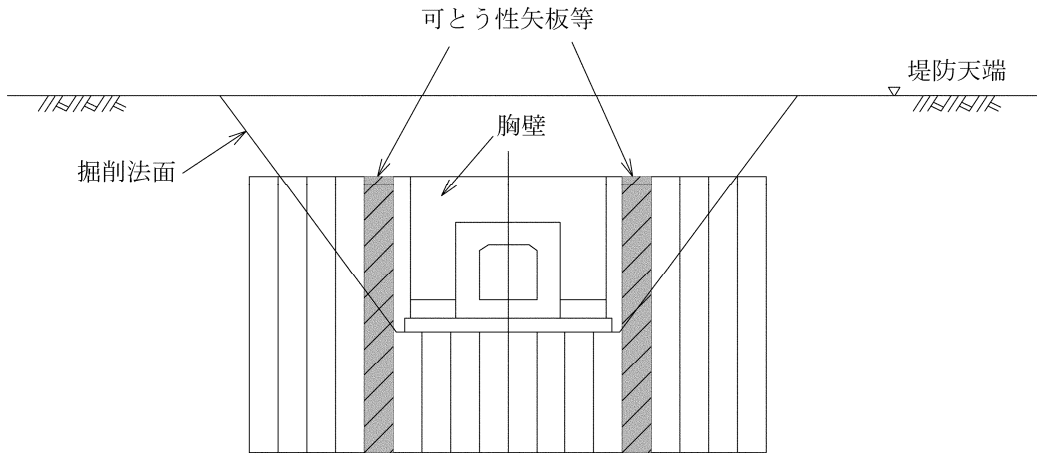 可とう性矢板等
堤防天端
胸壁
掘削法面